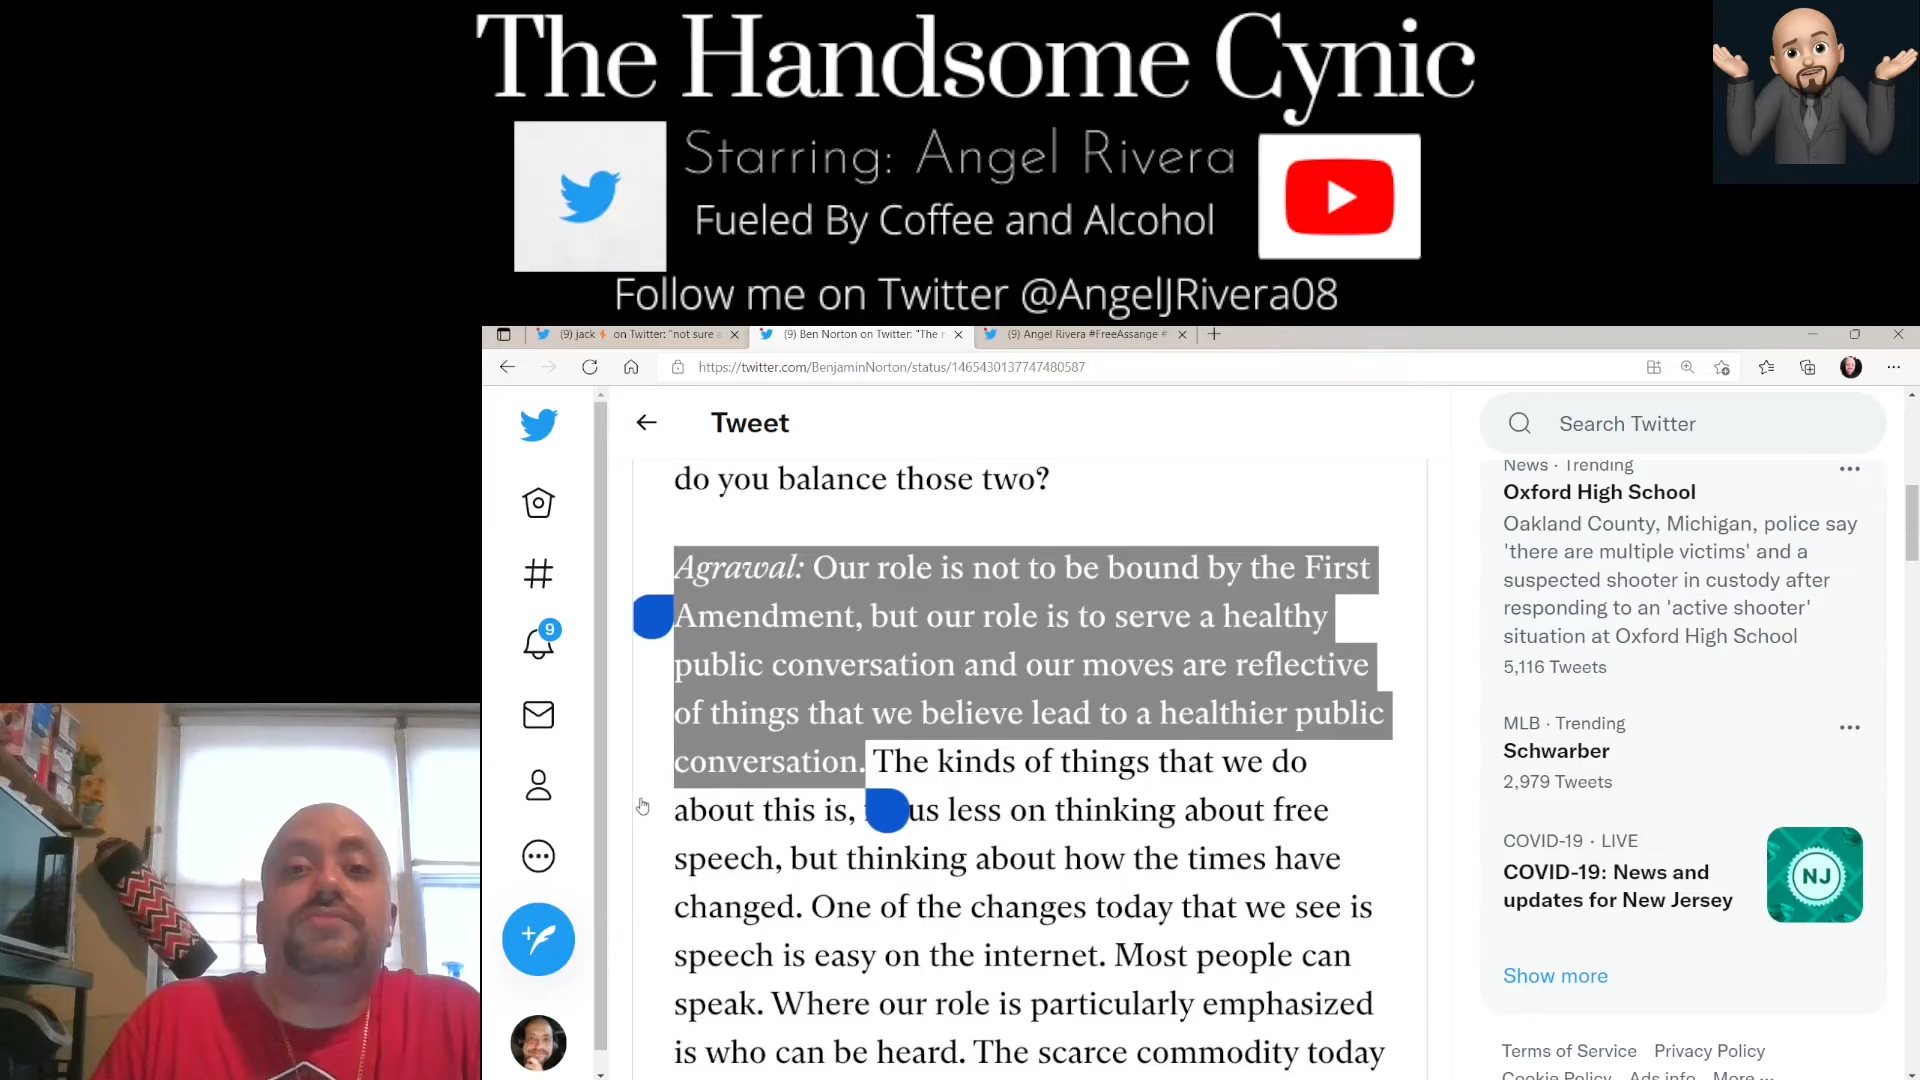 The Handsome Cynic
Starring: Angel Rivera
Fueled By Coffee and Alcohol
Follow me on Twitter @AngelJRivera08
(9) jack on Twitter: "not sure a
(9) Ben Norton on Twitter: "The r
(9) Angel Rivera #FreeAssange #
https://twitter.com/BenjaminNorton/status/1465430137747480587
Tweet
Search Twitter
do you balance those two?
Agrawal: Our role is not to be bound by the First
Amendment, but our role is to serve a healthy
public conversation and our moves are reflective
of things that we believe lead to a healthier public
conversation. The kinds of things that we do
about this is, us less on thinking about free
speech, but thinking about how the times have
changed. One of the changes today that we see is
speech is easy on the internet. Most people can
speak. Where our role is particularly emphasized
is who can be heard. The scarce commodity today
9
News · Trending
Oxford High School
Oakland County, Michigan, police say
'there are multiple victims' and a
suspected shooter in custody after
responding to an 'active shooter'
situation at Oxford High School
5,116 Tweets
MLB · Trending
Schwarber
2,979 Tweets
COVID-19 · LIVE
COVID-19: News and
updates for New Jersey
NJ
Show more
Terms of Service Privacy Policy
Cookie Policy Ads info More ...